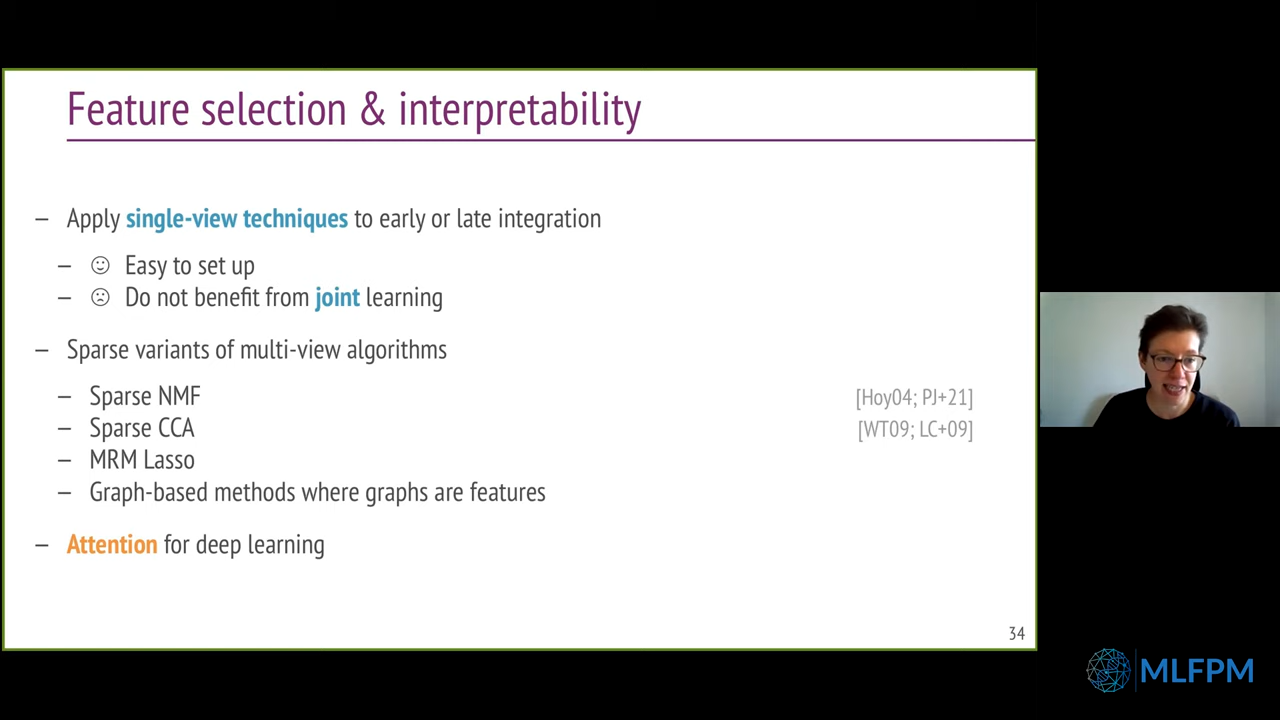 Feature selection & interpretability
– Apply single-view techniques to early or late integration
– ☺ Easy to set up
– ☹ Do not benefit from joint learning
– Sparse variants of multi-view algorithms
– Sparse NMF [Hoy04; PJ+21]
– Sparse CCA [WT09; LC+09]
– MRM Lasso
– Graph-based methods where graphs are features
– Attention for deep learning
34
MLFPM